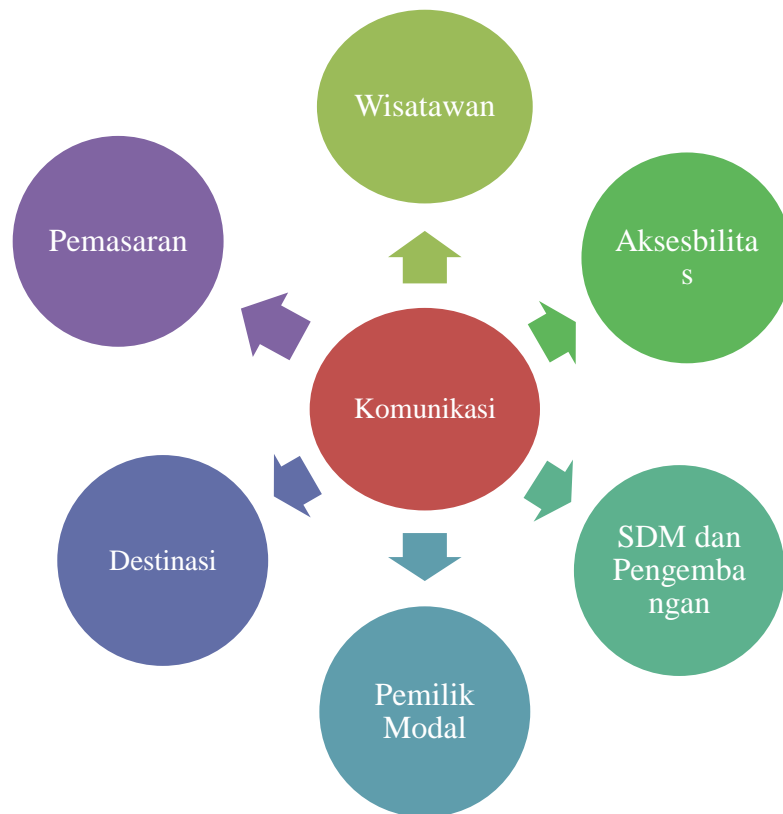 Wisatawan
Pemasaran
Aksesbilita
s
Komunikasi
Destinasi
SDM dan
Pengemba
ngan
Pemilik
Modal